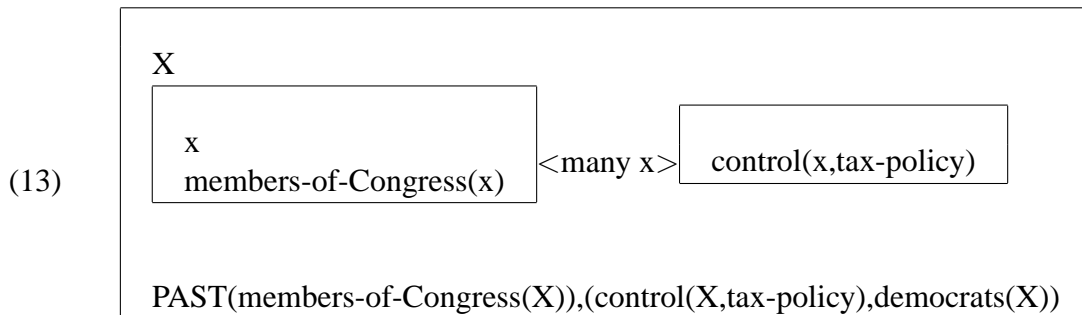 X
x
members-of-Congress(x)
<many x>
control(x,tax-policy)
(13)
PAST(members-of-Congress(X)),(control(X,tax-policy),democrats(X))